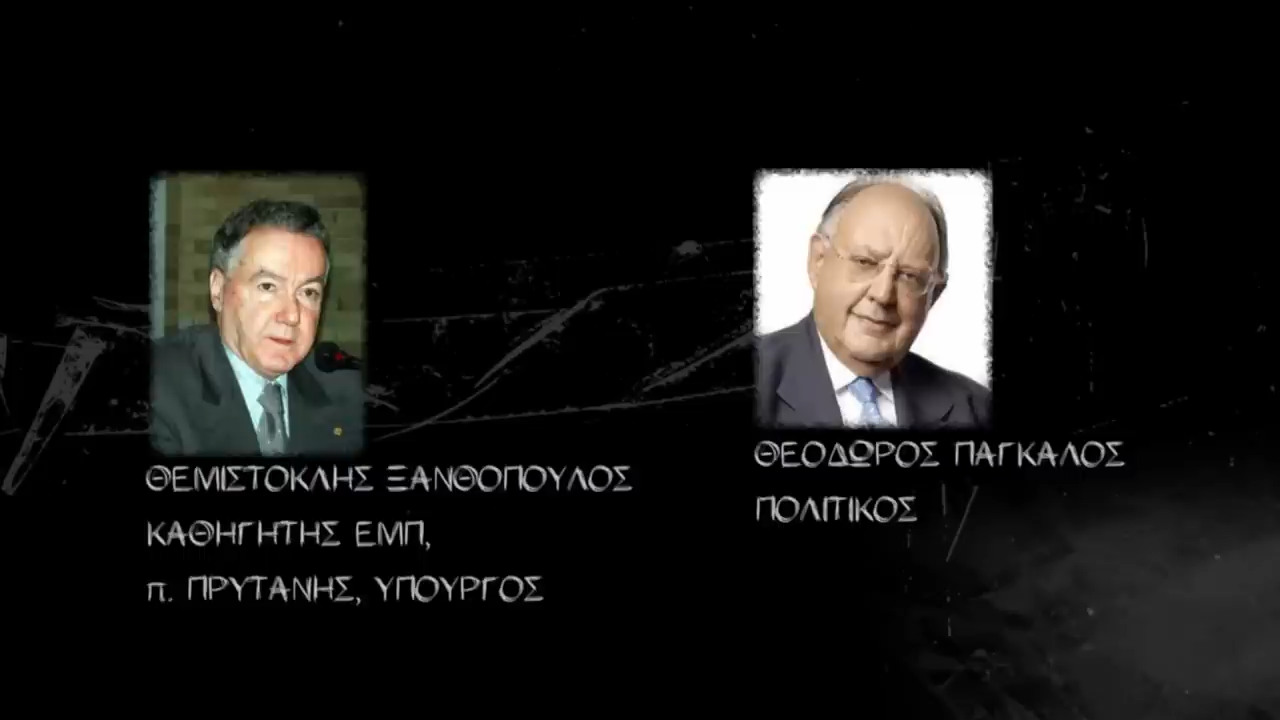 ΘΕΜΙΣΤΟΚΛΗΣ ΞΑΝΘΟΠΟΥΛΟΣ
ΚΑΘΗΓΗΤΗΣ ΕΜΠ,
π. ΠΡΥΤΑΝΗΣ, ΥΠΟΥΡΓΟΣ
ΘΕΟΔΩΡΟΣ ΠΑΓΚΑΛΟΣ
ΠΟΛΙΤΙΚΟΣ